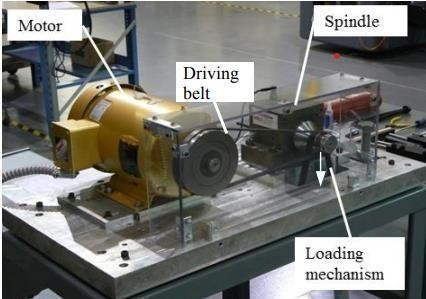 Motor
Spindle
Driving
belt
Loading
mechanism